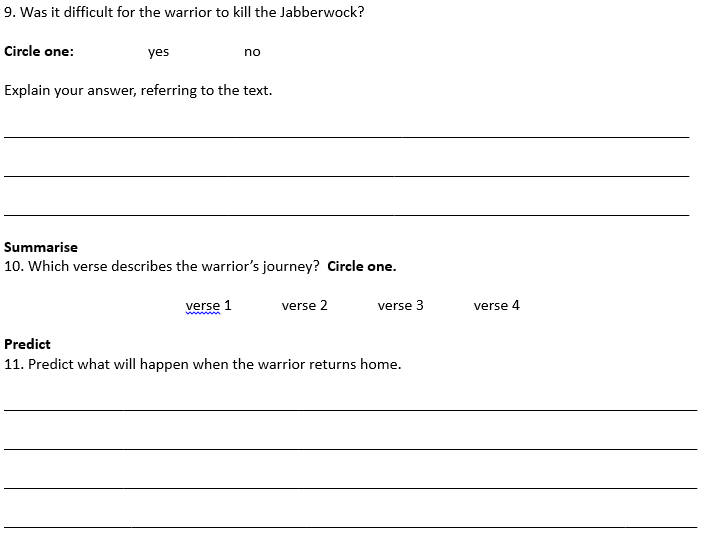 9. Was it difficult for the warrior to kill the Jabberwock?
Circle one: yes no
Explain your answer, referring to the text.
Summarise
10. Which verse describes the warrior's journey? Circle one.
verse 1 verse 2 verse 3 verse 4
Predict
11. Predict what will happen when the warrior returns home.